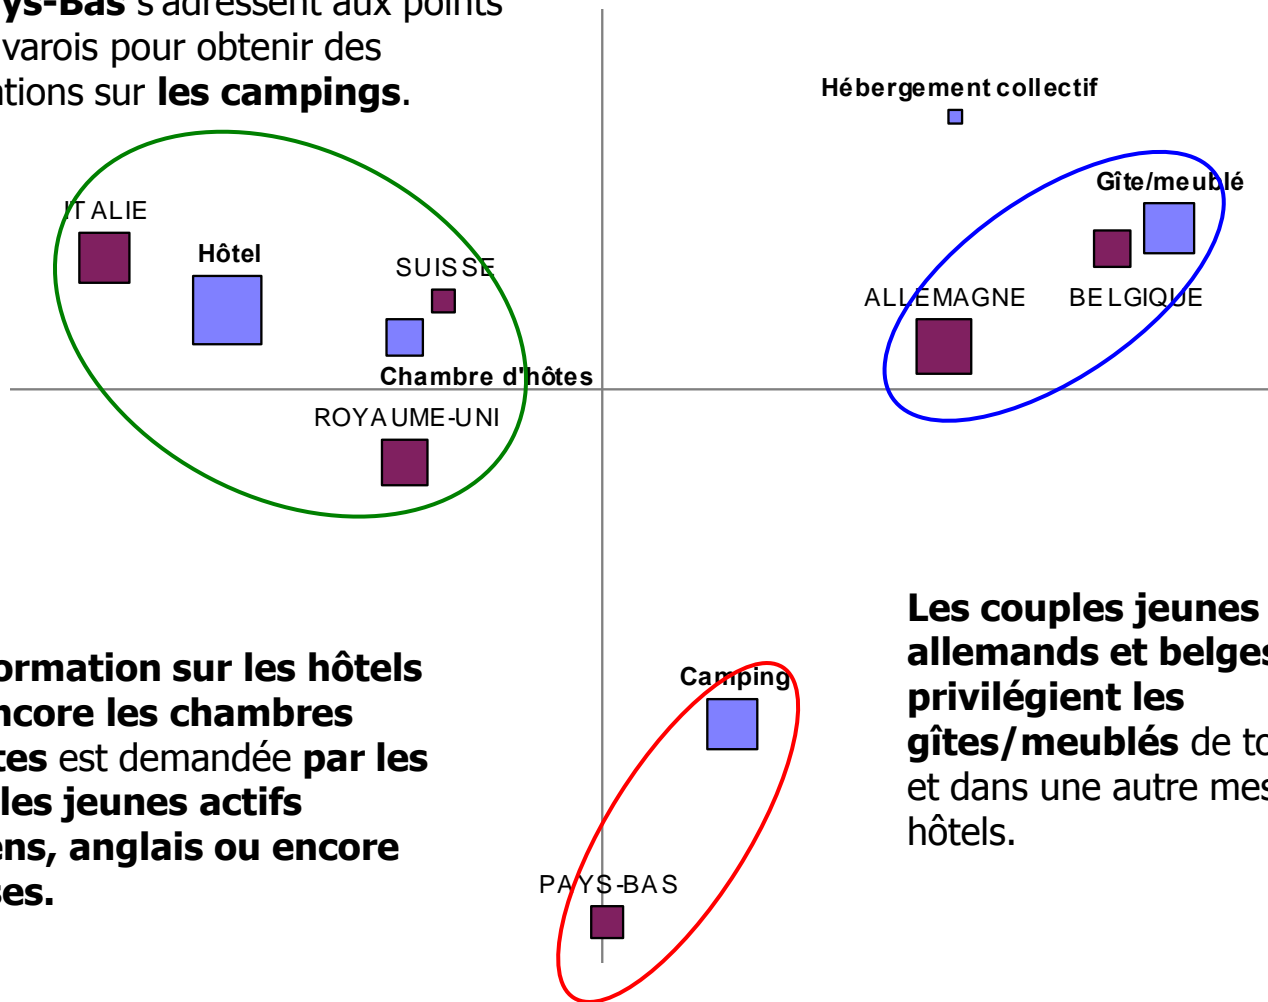 ys-Bas s'adressent aux points
varois pour obtenir des
ations sur les campings.
Hébergement collectif
Gîte/meublé
ITALIE
Hôtel
SUISSE
ALLEMAGNE
BELGIQUE
Chambre d'hôtes
ROYAUME-UNI
Les couples jeunes
allemands et belges
privilégient les
gîtes/meublés de to
et dans une autre mes
hôtels.
ormation sur les hôtels
ncore les chambres
tes est demandée par les
les jeunes actifs
ens, anglais ou encore
ses.
Camping
PAYS-BAS